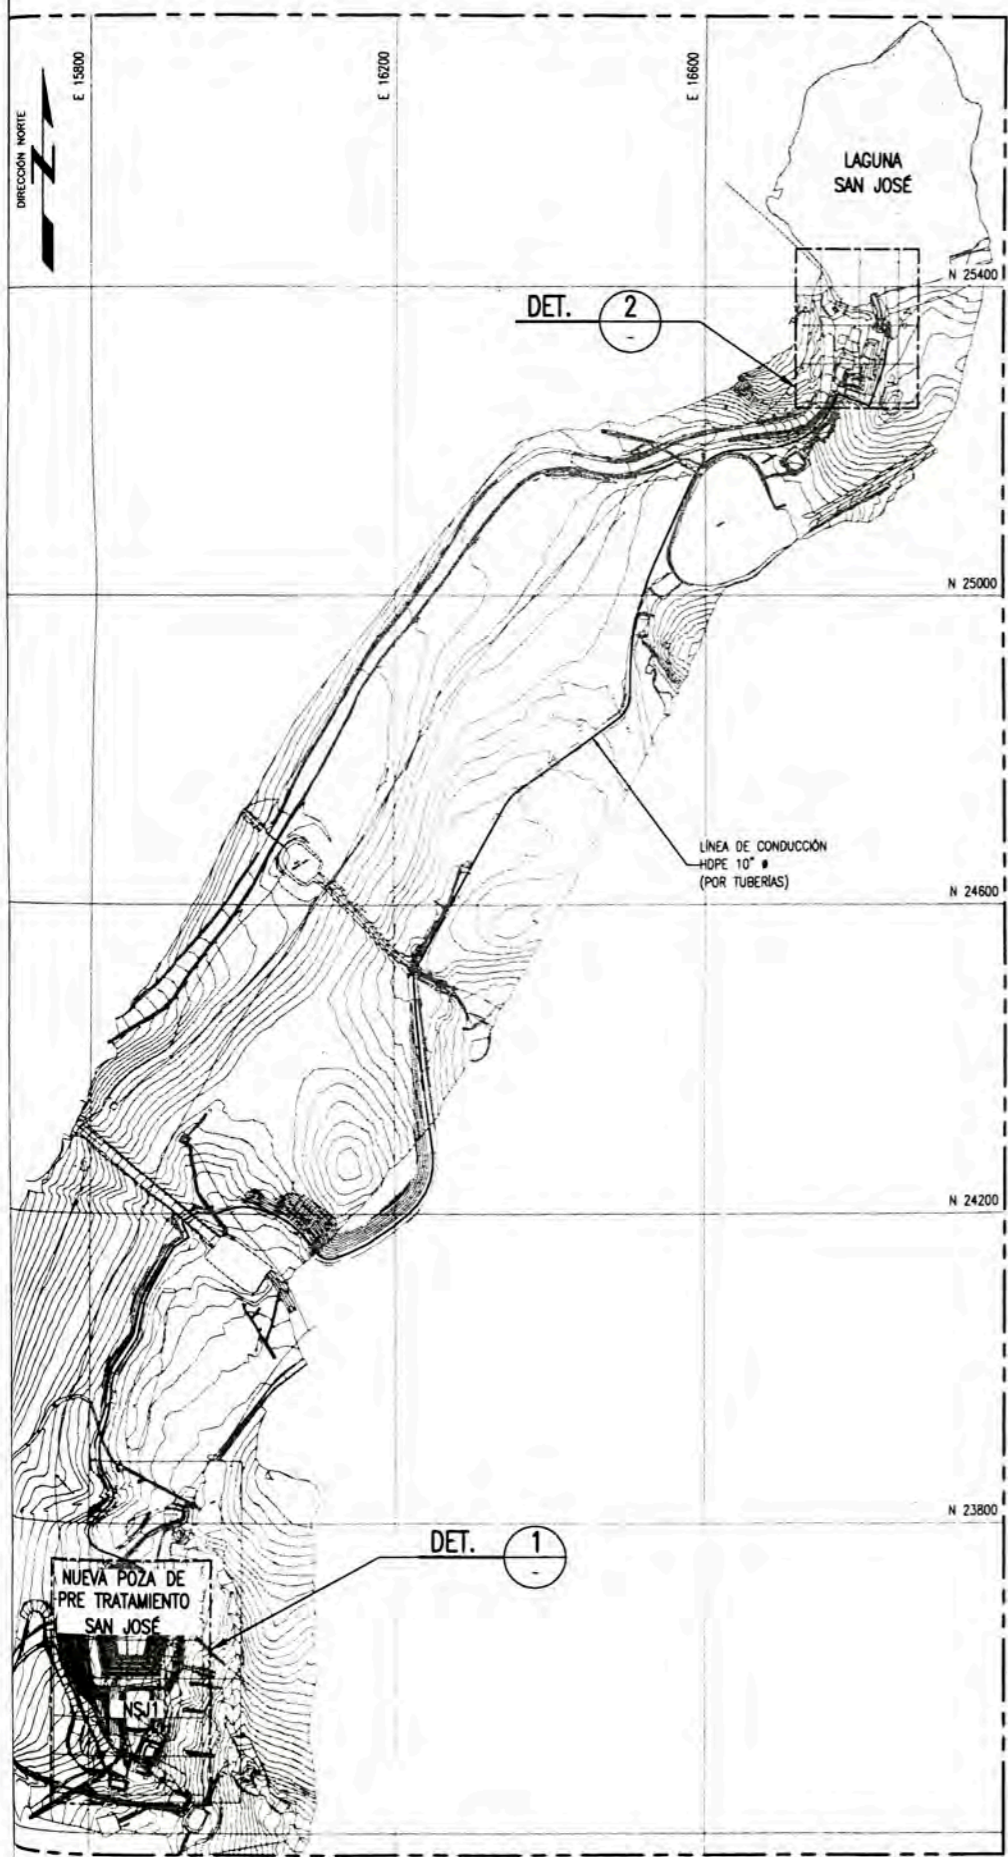 E 15800
E 16200
E 16600
DIRECCIÓN NORTE
N
LAGUNA
SAN JOSÉ
N 25400
DET. 2
-
N 25000
LÍNEA DE CONDUCCIÓN
HDPE 10" ø
(POR TUBERÍAS)
N 24600
N 24200
N 23800
DET. 1
-
NUEVA POZA DE
PRE TRATAMIENTO
SAN JOSÉ
NSJ1